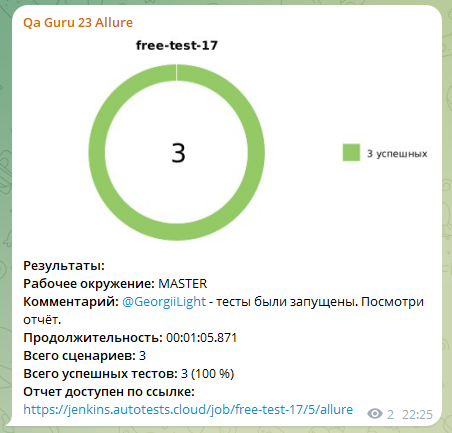 Qa Guru 23 Allure
free-test-17
3
3 успешных
Результаты:
Рабочее окружение: MASTER
Комментарий: @GeorgiiLight - тесты были запущены. Посмотри
отчёт.
Продолжительность: 00:01:05.871
Всего сценариев: 3
Всего успешных тестов: 3 (100 %)
Отчет доступен по ссылке:
https://jenkins.autotests.cloud/job/free-test-17/5/allure
2 22:25